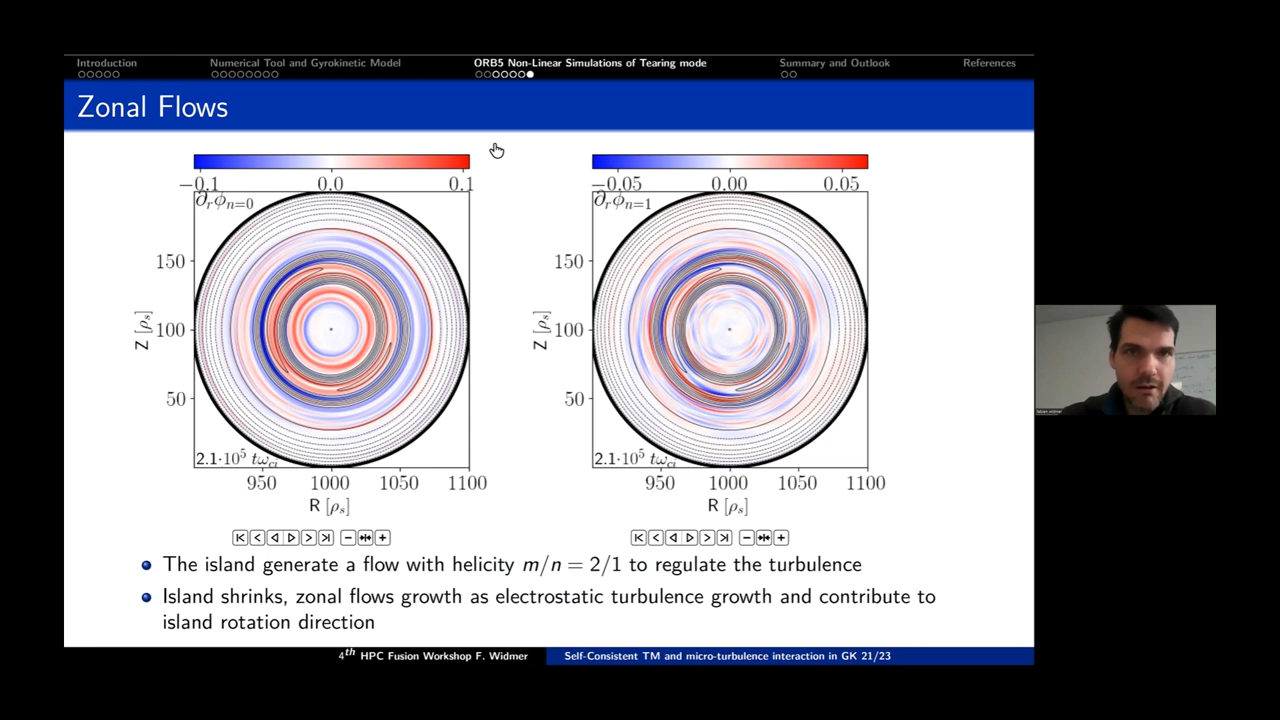 Introduction
Numerical Tool and Gyrokinetic Model
ORB5 Non-Linear Simulations of Tearing mode
Summary and Outlook
References
Zonal Flows
−0.1 0.0 0.1
∂rϕn=0
150
100
50
Z [ρs]
2.1·10⁵ tωci
950 1000 1050 1100
R [ρs]
−0.05 0.00 0.05
∂rϕn=1
150
100
50
Z [ρs]
2.1·10⁵ tωci
950 1000 1050 1100
R [ρs]
The island generate a flow with helicity m/n = 2/1 to regulate the turbulence
Island shrinks, zonal flows growth as electrostatic turbulence growth and contribute to
island rotation direction
4th HPC Fusion Workshop F. Widmer
Self-Consistent TM and micro-turbulence interaction in GK 21/23